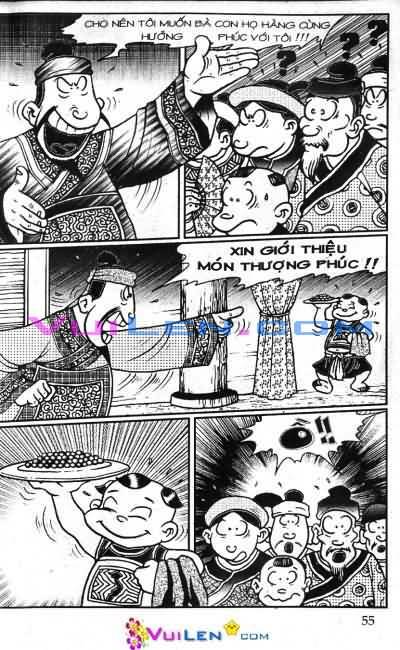 CHO NÊN TÔI MUỐN BÀ CON HỌ HÀNG CÙNG
HƯỞNG PHÚC VỚI TÔI !!!
? ? ?
XIN GIỚI THIỆU
MÓN THƯỢNG PHÚC !!
VUILEN.COM
!!
55
VUILEN.COM